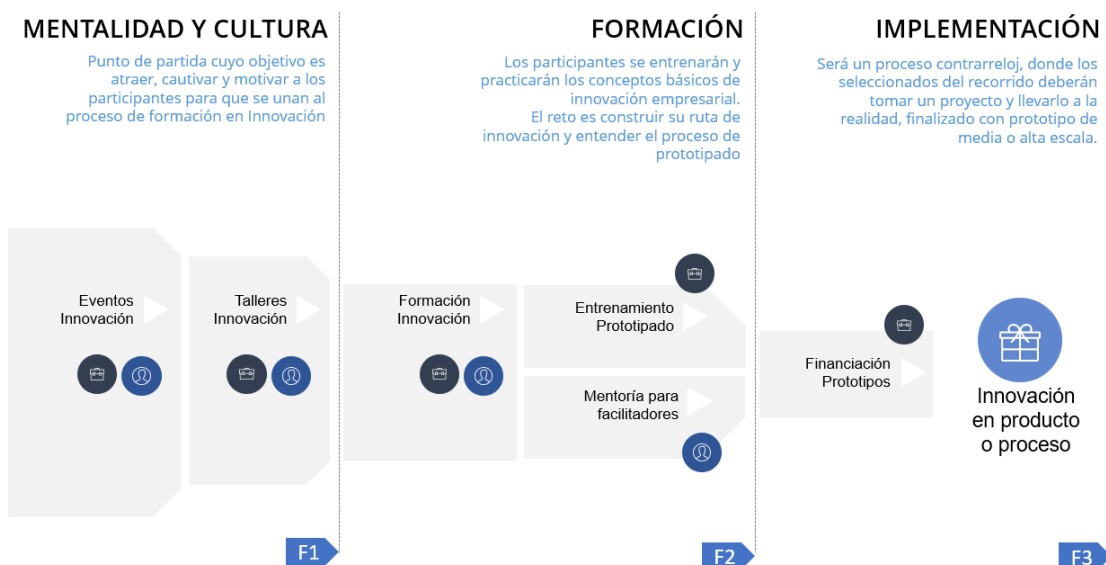 MENTALIDAD Y CULTURA
Punto de partida cuyo objetivo es
atraer, cautivar y motivar a los
participantes para que se unan al
proceso de formación en Innovación
FORMACIÓN
Los participantes se entrenarán y
practicarán los conceptos básicos de
innovación empresarial.
El reto es construir su ruta de
innovación y entender el proceso de
prototipado
IMPLEMENTACIÓN
Será un proceso contrarreloj, donde los
seleccionados del recorrido deberán
tomar un proyecto y llevarlo a la
realidad, finalizado con prototipo de
media o alta escala.
Eventos
Innovación
Talleres
Innovación
Formación
Innovación
Entrenamiento
Prototipado
Mentoría para
facilitadores
Financiación
Prototipos
Innovación
en producto
o proceso
F1
F2
F3